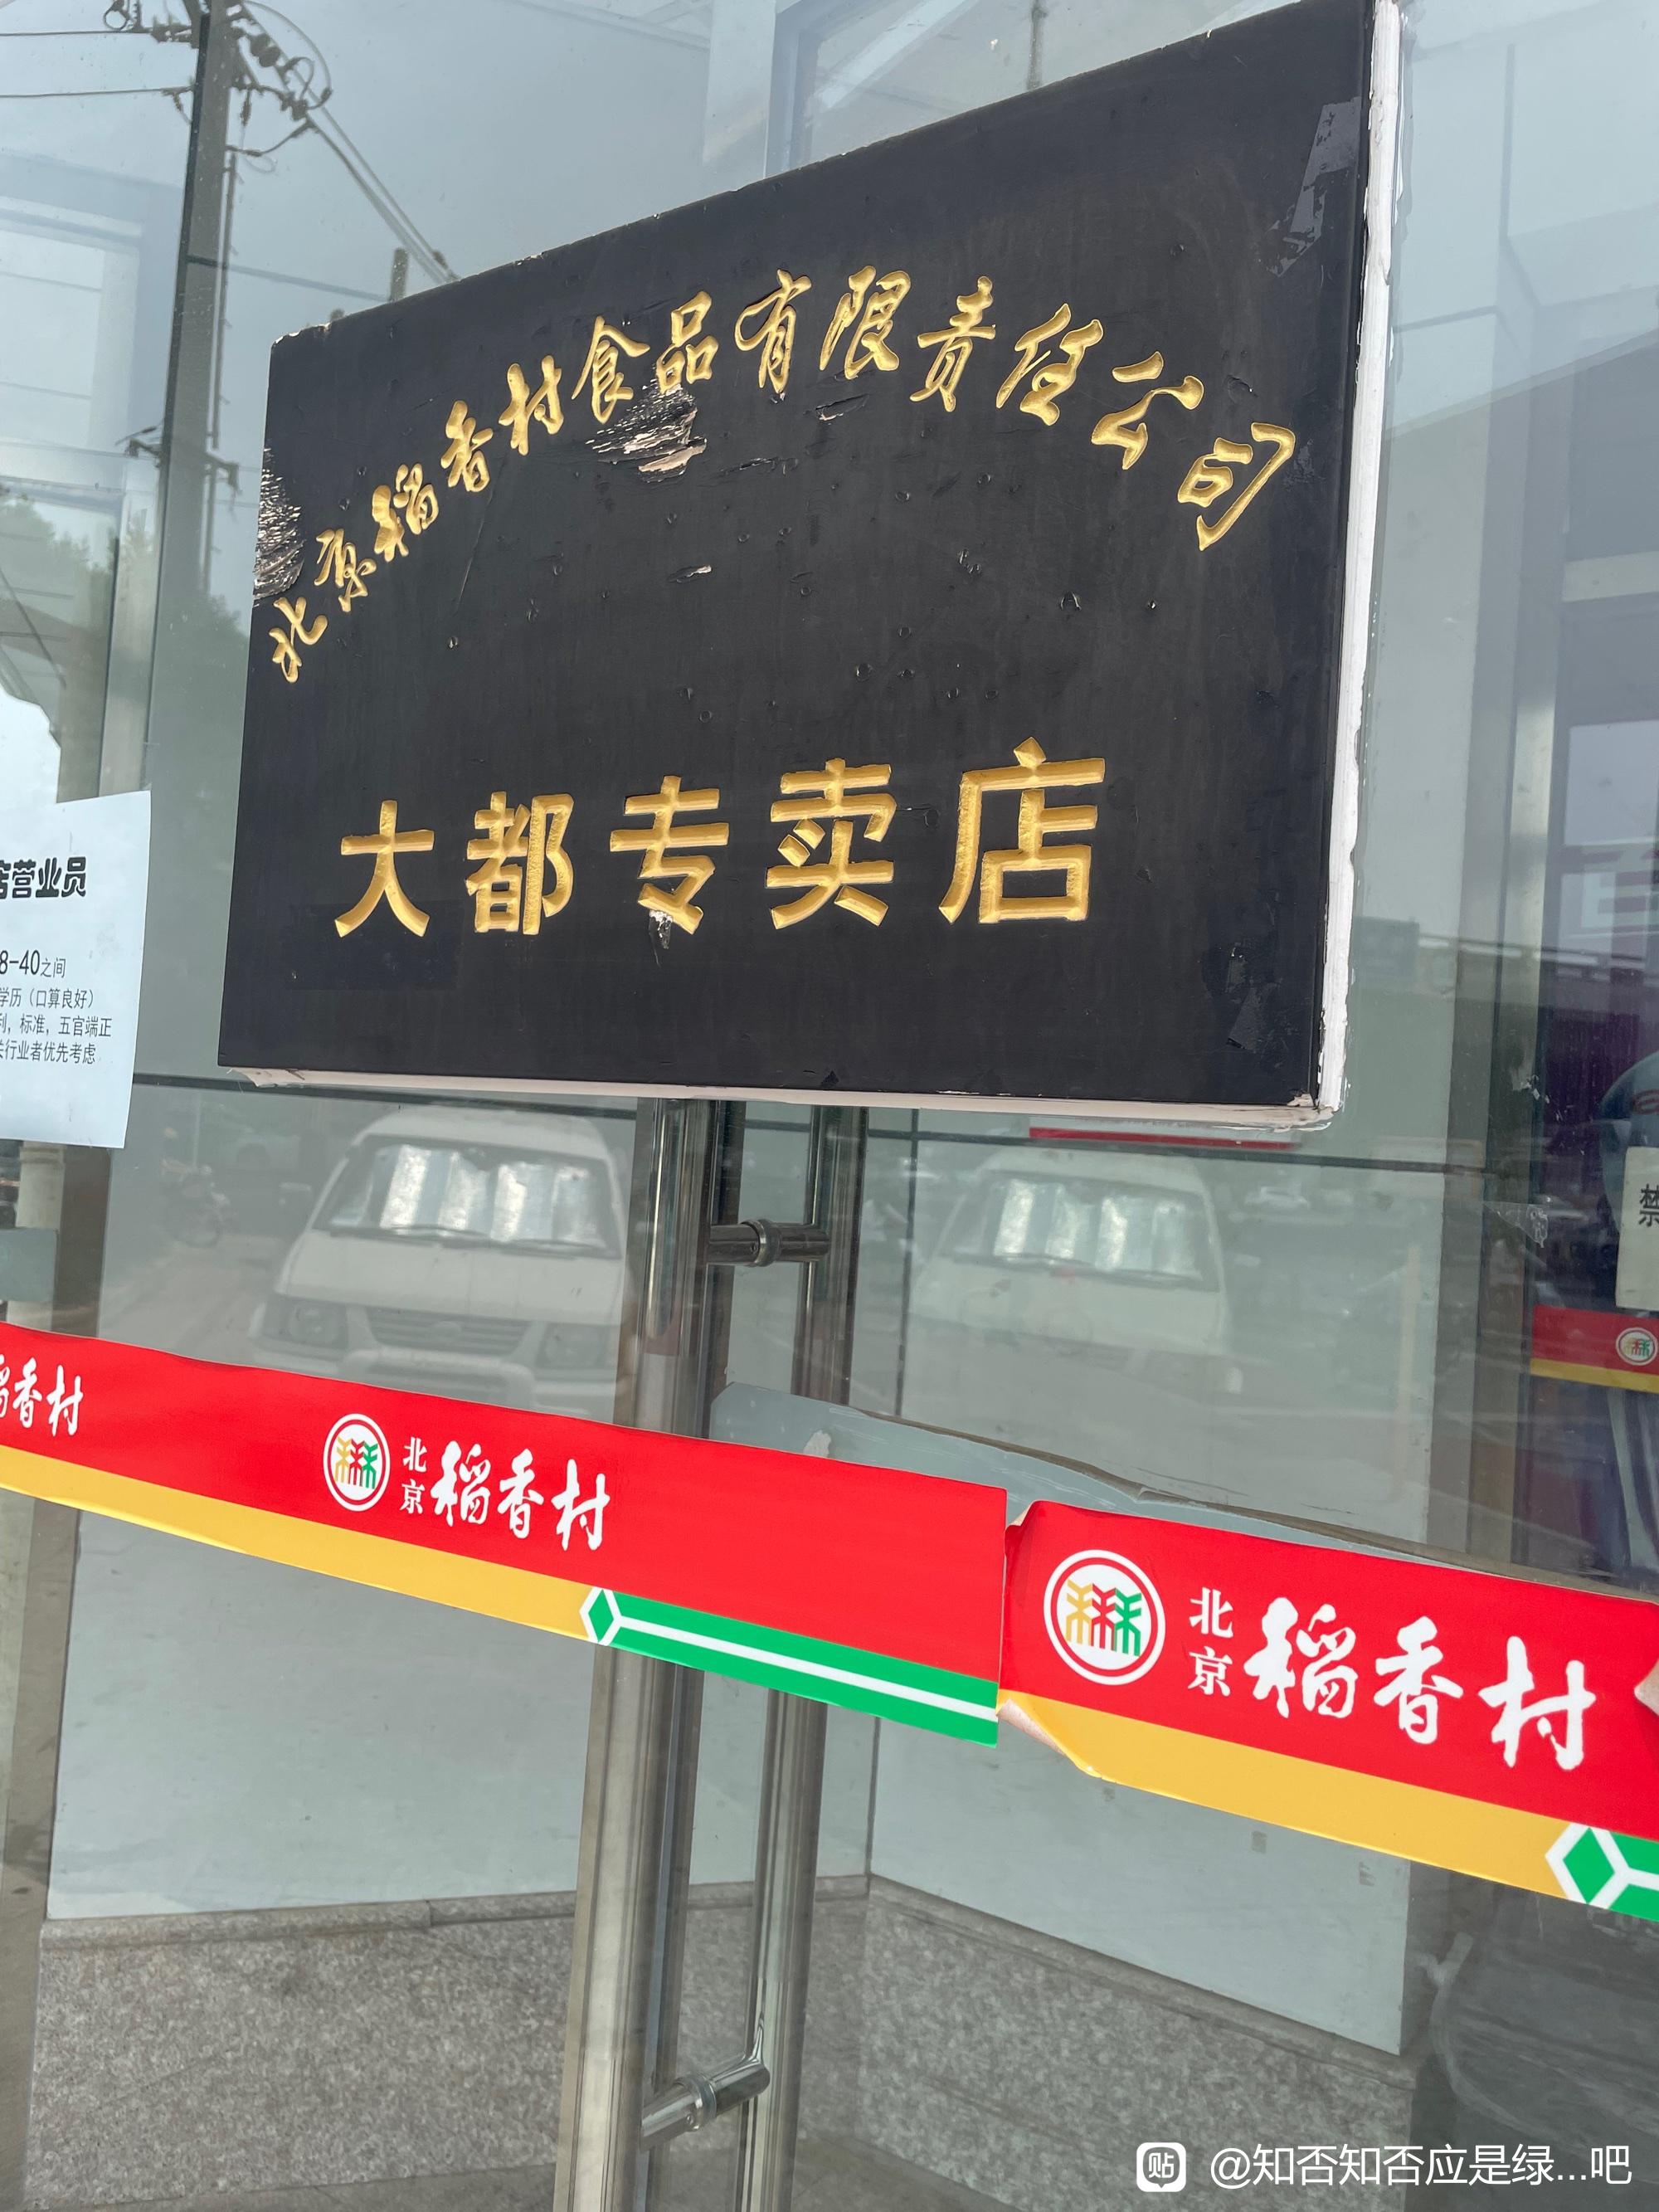 北京稻香村食品有限责任公司
大都专卖店
店营业员
8-40之间
学历（口算良好）
利，标准，五官端正
关行业者优先考虑
禁
稻香村
北京稻香村
北京稻香村
贴 @知否知否应是绿...吧